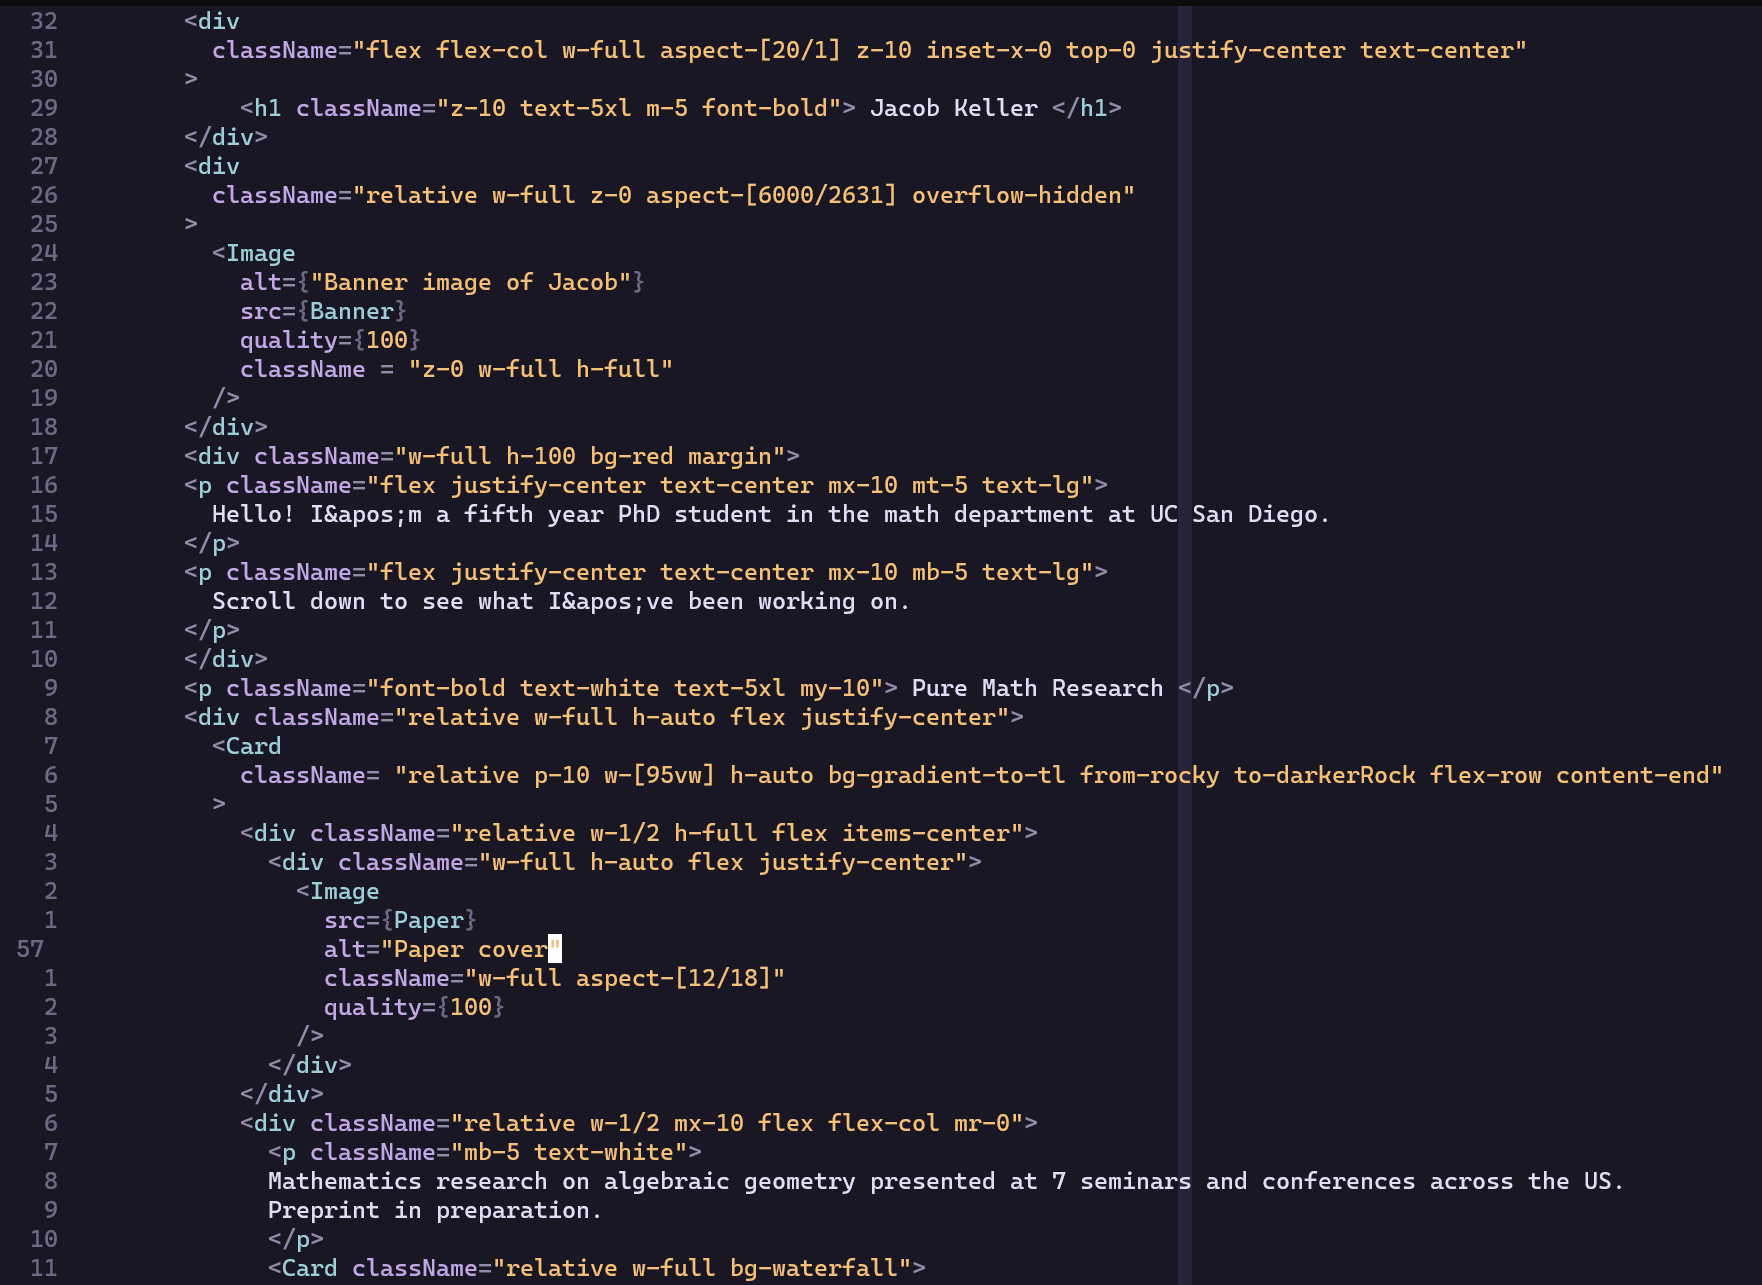 32         <div
31           className="flex flex-col w-full aspect-[20/1] z-10 inset-x-0 top-0 justify-center text-center"
30         >
29             <h1 className="z-10 text-5xl m-5 font-bold"> Jacob Keller </h1>
28         </div>
27         <div
26           className="relative w-full z-0 aspect-[6000/2631] overflow-hidden"
25         >
24           <Image
23             alt={"Banner image of Jacob"}
22             src={Banner}
21             quality={100}
20             className = "z-0 w-full h-full"
19           />
18         </div>
17         <div className="w-full h-100 bg-red margin">
16         <p className="flex justify-center text-center mx-10 mt-5 text-lg">
15           Hello! I&apos;m a fifth year PhD student in the math department at UC San Diego.
14         </p>
13         <p className="flex justify-center text-center mx-10 mb-5 text-lg">
12           Scroll down to see what I&apos;ve been working on.
11         </p>
10         </div>
9         <p className="font-bold text-white text-5xl my-10"> Pure Math Research </p>
8         <div className="relative w-full h-auto flex justify-center">
7           <Card
6             className= "relative p-10 w-[95vw] h-auto bg-gradient-to-tl from-rocky to-darkerRock flex-row content-end"
5           >
4             <div className="relative w-1/2 h-full flex items-center">
3               <div className="w-full h-auto flex justify-center">
2                 <Image
1                   src={Paper}
57                   alt="Paper cover"
1                   className="w-full aspect-[12/18]"
2                   quality={100}
3                 />
4               </div>
5             </div>
6             <div className="relative w-1/2 mx-10 flex flex-col mr-0">
7               <p className="mb-5 text-white">
8               Mathematics research on algebraic geometry presented at 7 seminars and conferences across the US.
9               Preprint in preparation.
10               </p>
11               <Card className="relative w-full bg-waterfall">